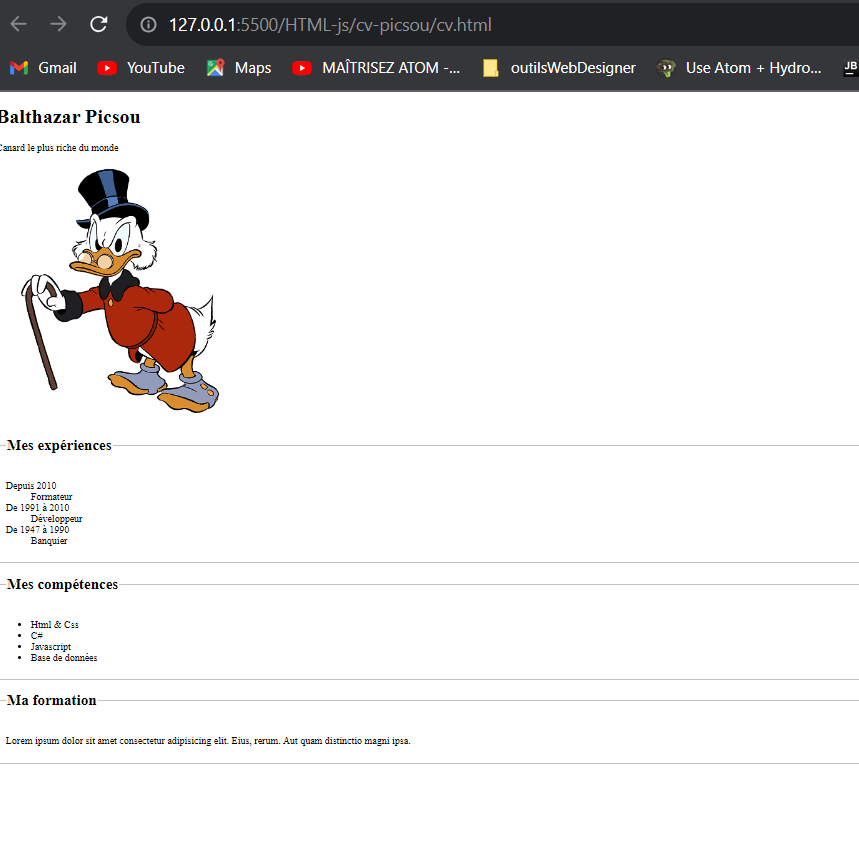 127.0.0.1:5500/HTML-js/cv-picsou/cv.html
Gmail YouTube Maps MAÎTRISEZ ATOM -... outilsWebDesigner Use Atom + Hydro... JB
Balthazar Picsou
Canard le plus riche du monde
Mes expériences
Depuis 2010
Formateur
De 1991 à 2010
Développeur
De 1947 à 1990
Banquier
Mes compétences
Html & Css
C#
Javascript
Base de données
Ma formation
Lorem ipsum dolor sit amet consectetur adipisicing elit. Eius, rerum. Aut quam distinctio magni ipsa.